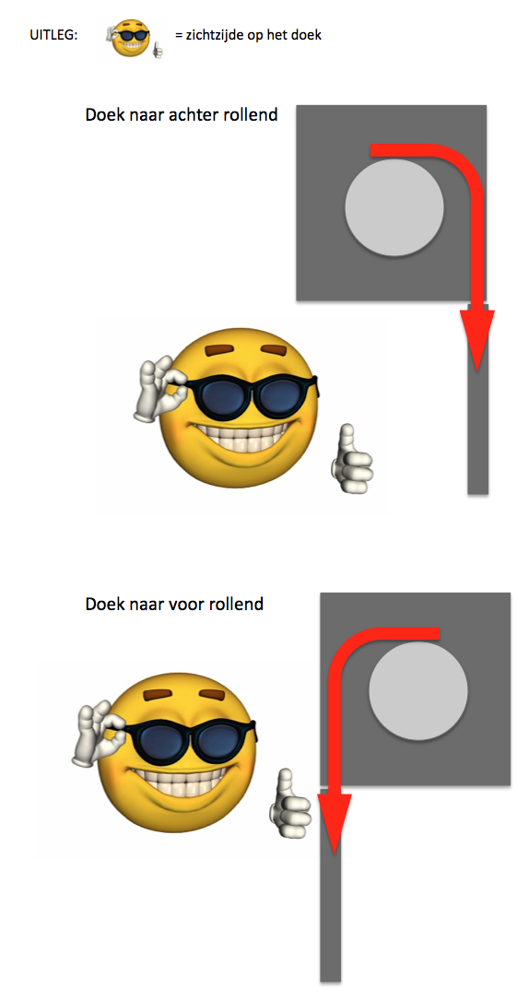 UITLEG: = zichtzijde op het doek
Doek naar achter rollend
Doek naar voor rollend